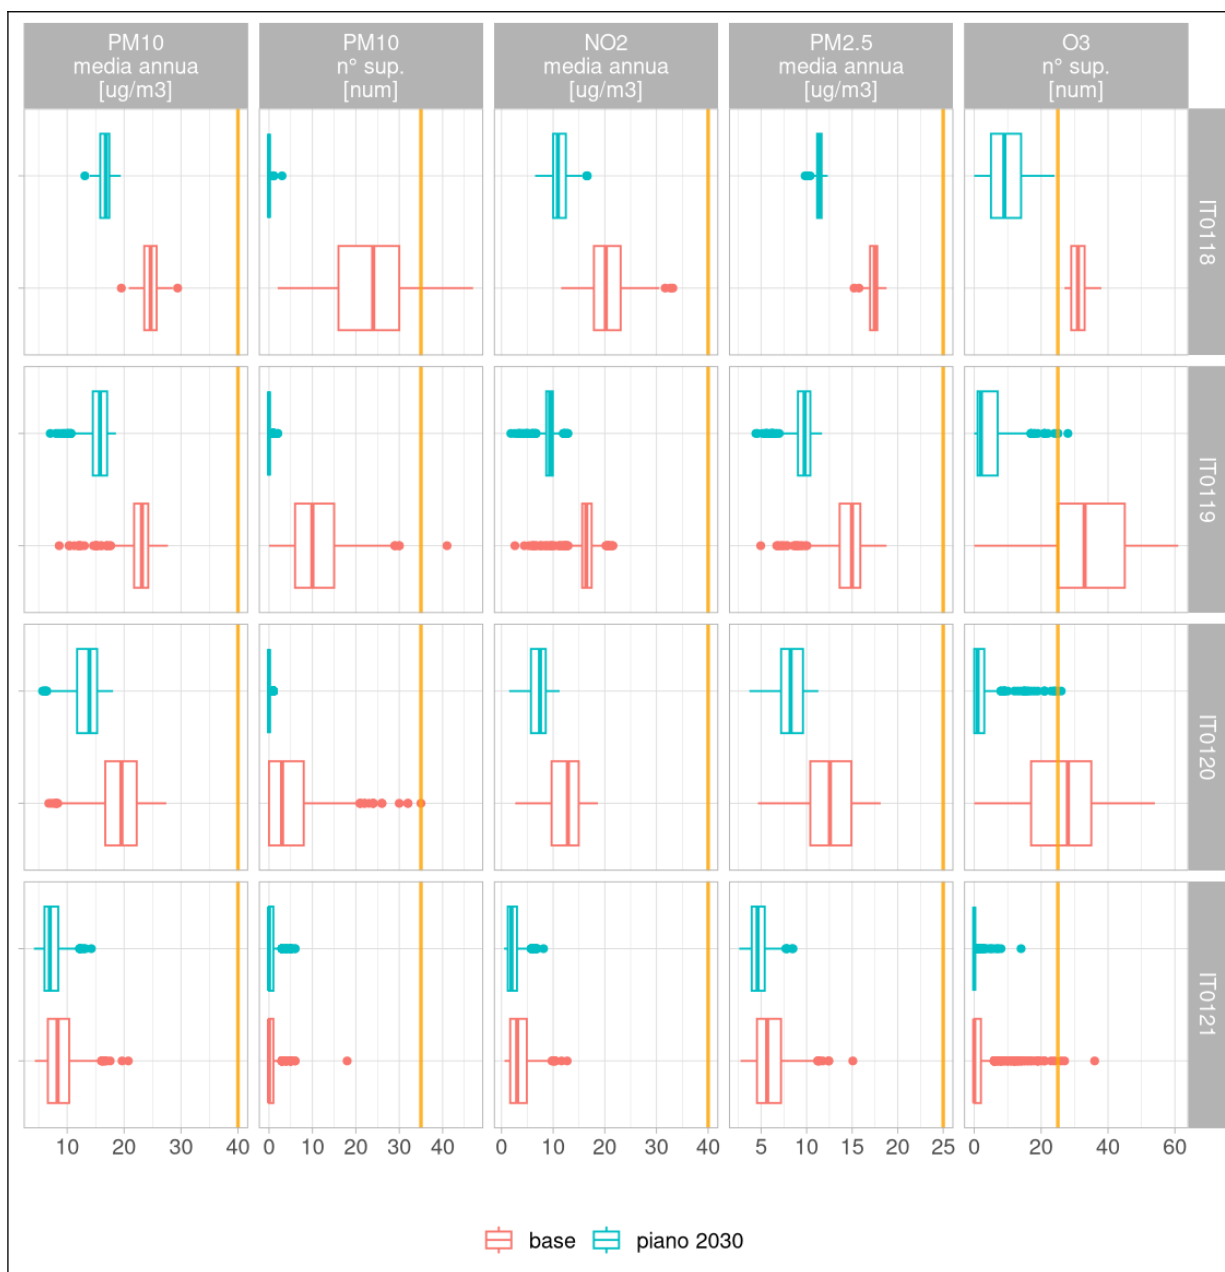 PM10
media annua
[ug/m3]
PM10
n° sup.
[num]
NO2
media annua
[ug/m3]
PM2.5
media annua
[ug/m3]
O3
n° sup.
[num]
IT0118
IT0119
IT0120
IT0121
10 20 30 40
0 10 20 30 40
0 10 20 30 40
5 10 15 20 25
0 20 40 60
base piano 2030